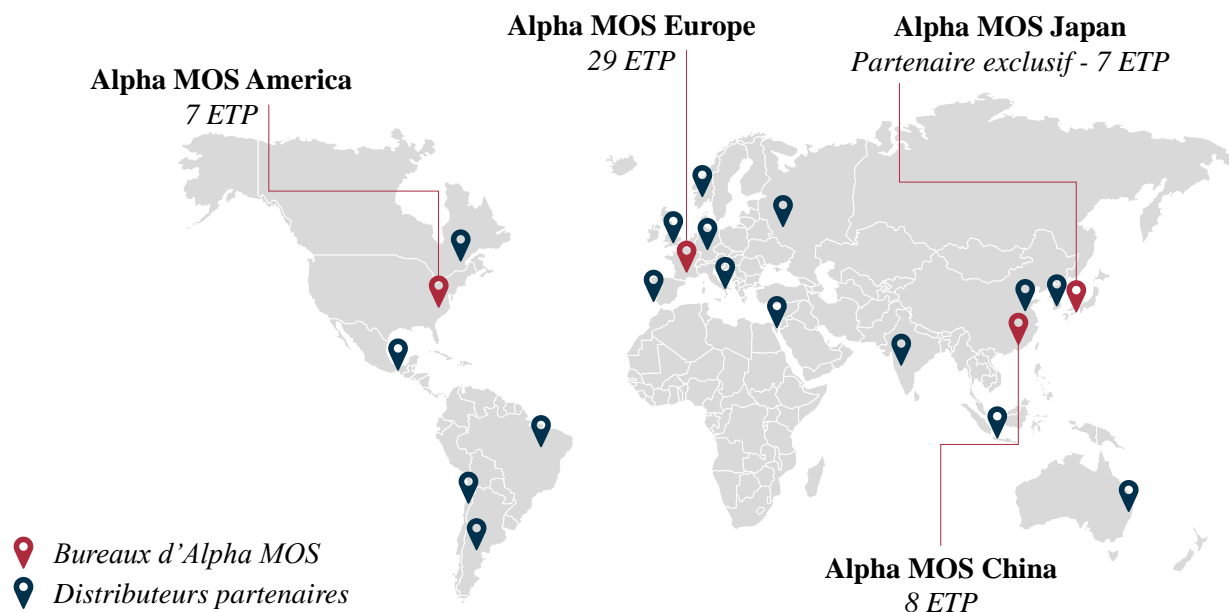 Alpha MOS Europe
29 ETP
Alpha MOS Japan
Partenaire exclusif - 7 ETP
Alpha MOS America
7 ETP
Bureaux d’Alpha MOS
Distributeurs partenaires
Alpha MOS China
8 ETP